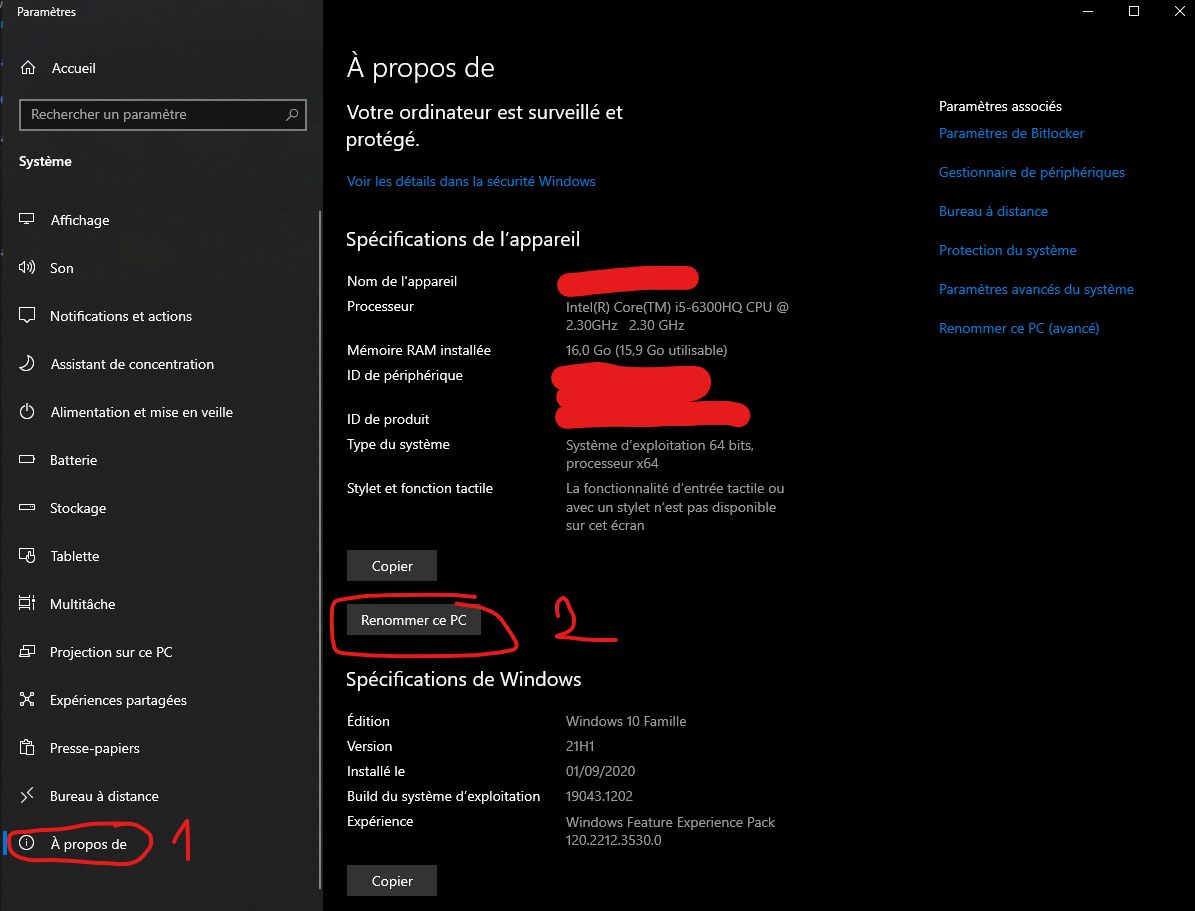 Paramètres
Accueil
Rechercher un paramètre
Système
Affichage
Son
Notifications et actions
Assistant de concentration
Alimentation et mise en veille
Batterie
Stockage
Tablette
Multitâche
Projection sur ce PC
Expériences partagées
Presse-papiers
Bureau à distance
À propos de 1
À propos de
Votre ordinateur est surveillé et
protégé.
Voir les détails dans la sécurité Windows
Spécifications de l’appareil
Nom de l'appareil
Processeur Intel(R) Core(TM) i5-6300HQ CPU @
2.30GHz 2.30 GHz
Mémoire RAM installée 16,0 Go (15,9 Go utilisable)
ID de périphérique
ID de produit
Type du système Système d’exploitation 64 bits,
processeur x64
Stylet et fonction tactile La fonctionnalité d’entrée tactile ou
avec un stylet n’est pas disponible
sur cet écran
Copier
Renommer ce PC 2
Spécifications de Windows
Édition Windows 10 Famille
Version 21H1
Installé le 01/09/2020
Build du système d’exploitation 19043.1202
Expérience Windows Feature Experience Pack
120.2212.3530.0
Copier
Paramètres associés
Paramètres de Bitlocker
Gestionnaire de périphériques
Bureau à distance
Protection du système
Paramètres avancés du système
Renommer ce PC (avancé)